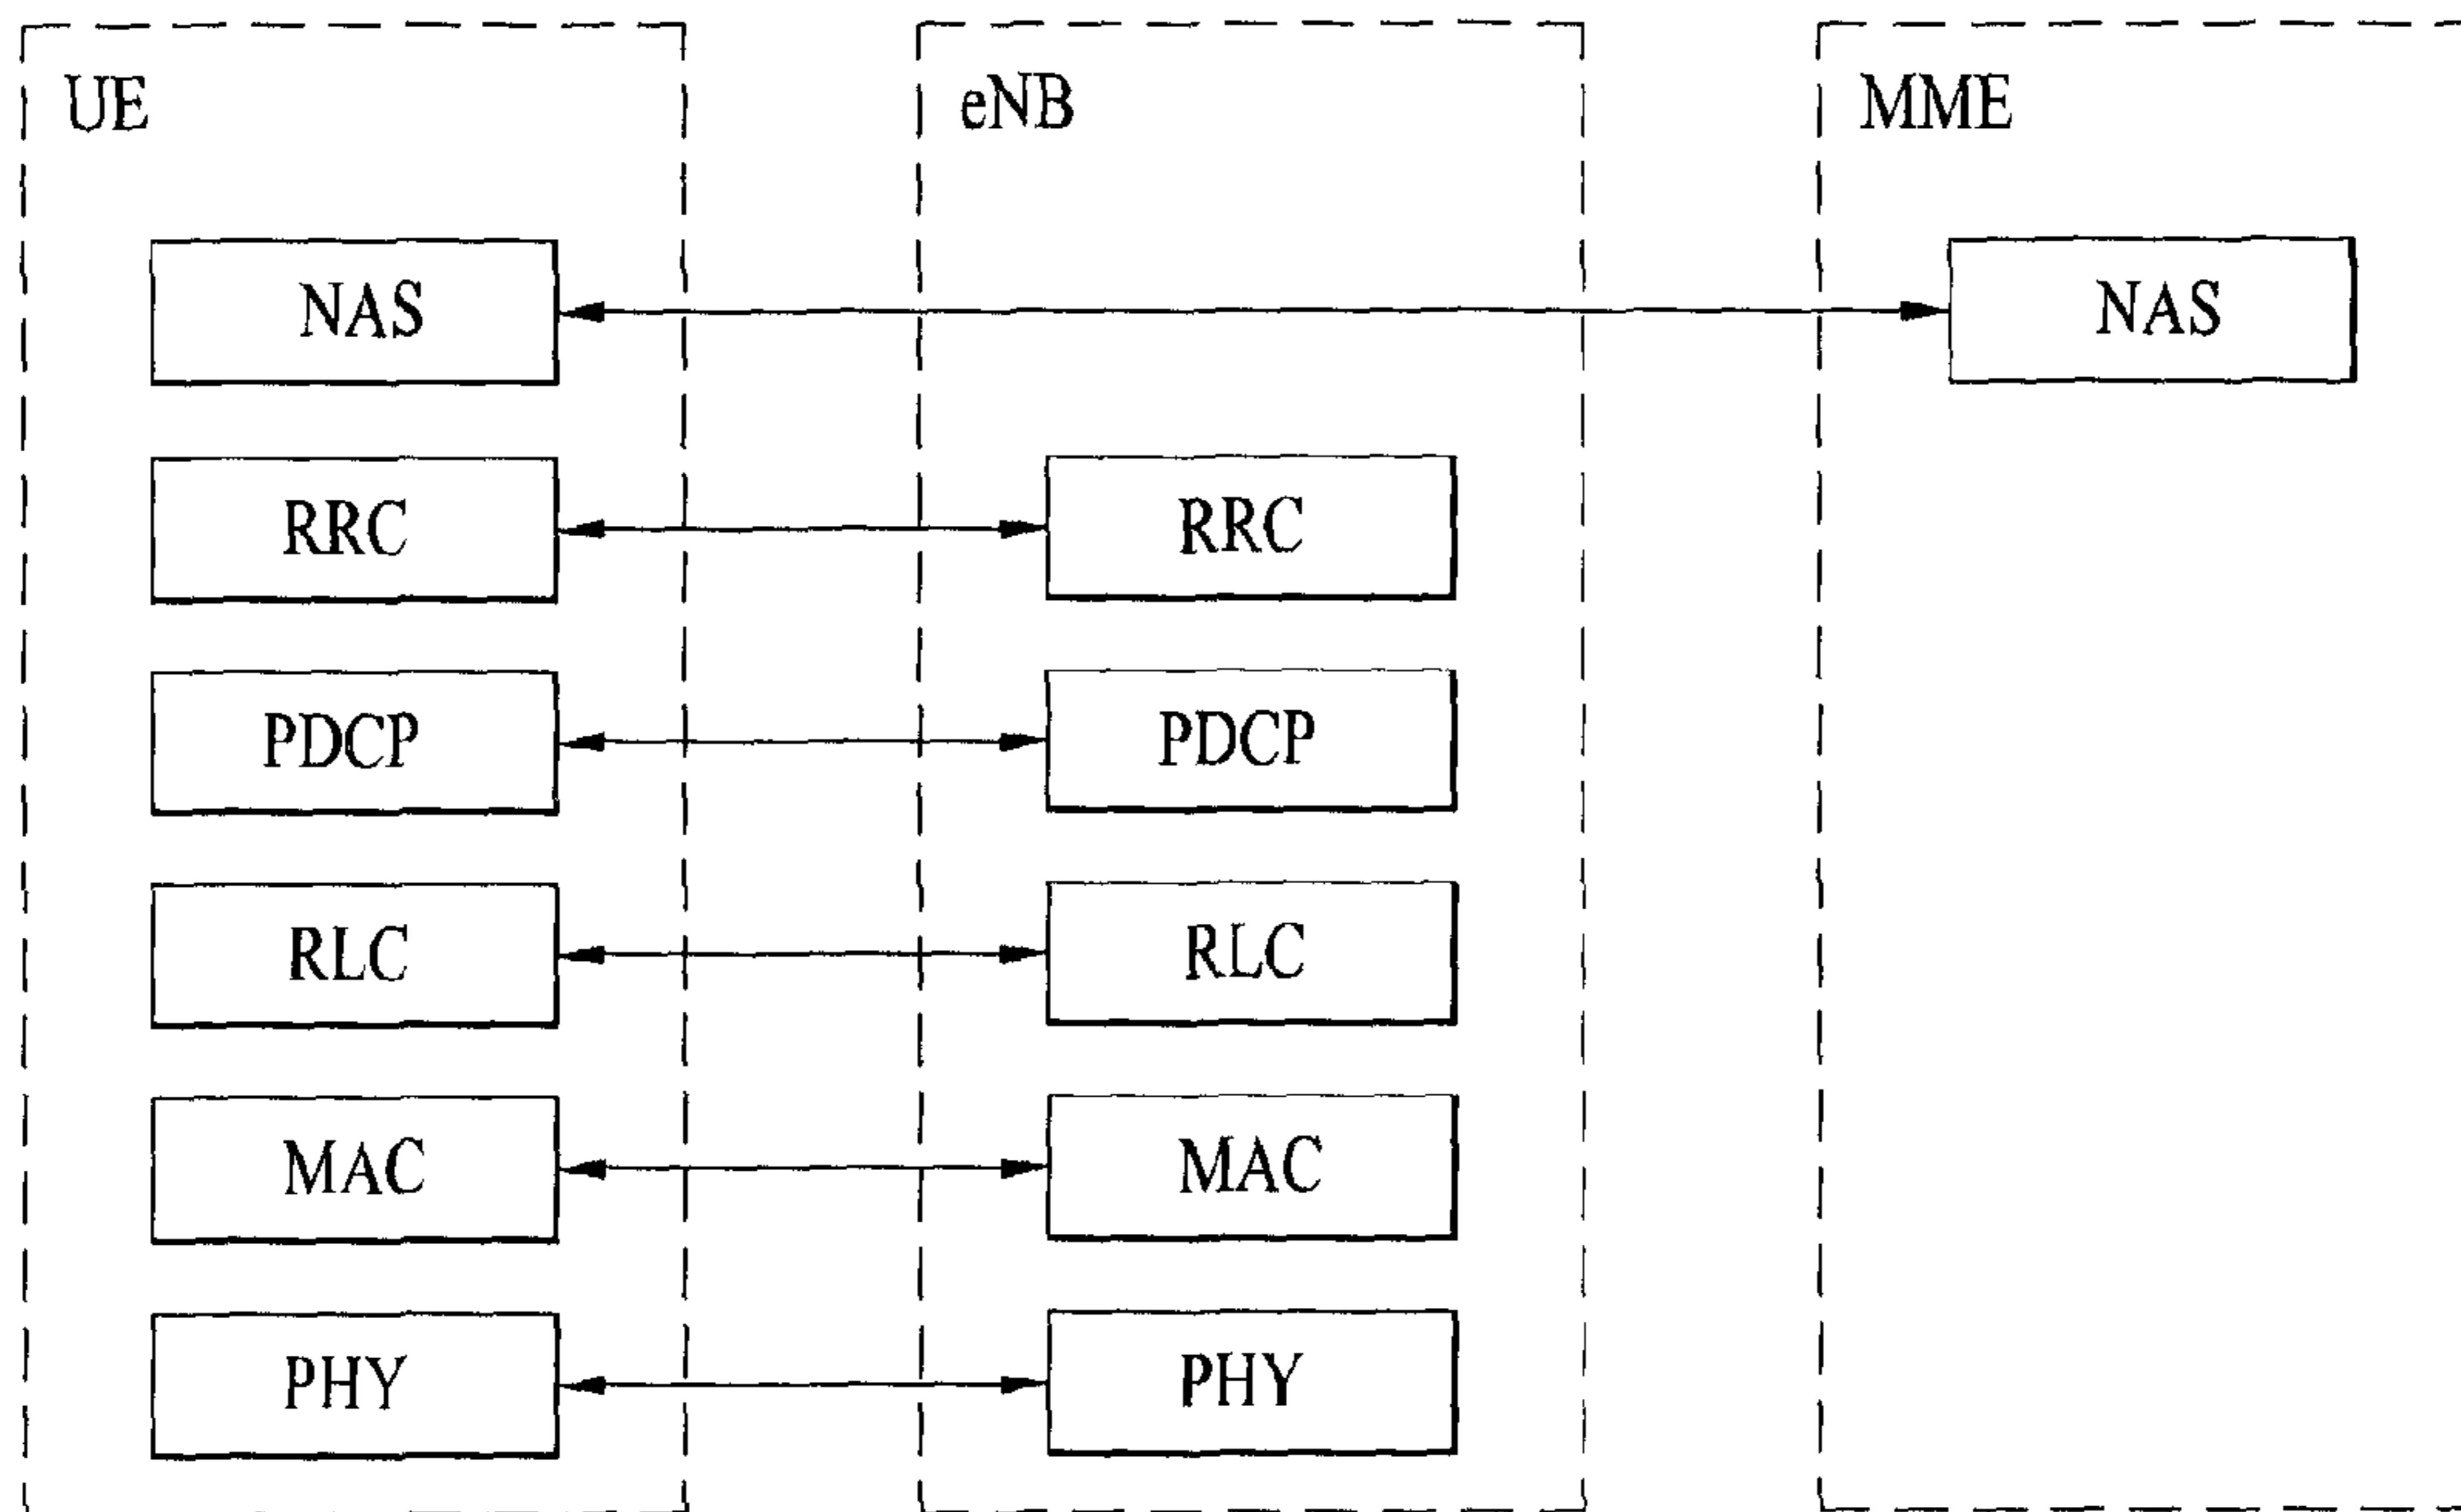 UE eNB MME
NAS NAS
RRC RRC
PDCP PDCP
RLC RLC
MAC MAC
PHY PHY